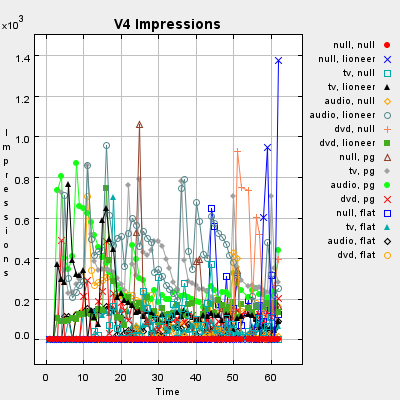 V4 Impressions
×10³
1.4
1.2
1.0
0.8
0.6
0.4
0.2
0.0
Impressions
0 10 20 30 40 50 60
Time
null, null
null, lioneer
tv, null
tv, lioneer
audio, null
audio, lioneer
dvd, null
dvd, lioneer
null, pg
tv, pg
audio, pg
dvd, pg
null, flat
tv, flat
audio, flat
dvd, flat